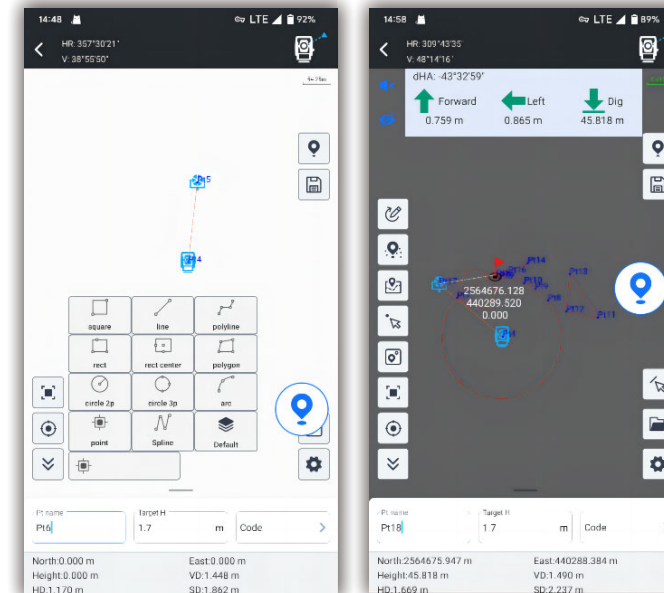 14:48
LTE 92%
HR: 357°30'21"
V: 38°55'50"
Pt5
Pt4
square
line
polyline
rect
rect center
polygon
circle 2p
circle 3p
arc
point
Spline
Default
Pt name
Pt6
Target H
1.7 m
Code
North:0.000 m
East:0.000 m
Height:0.000 m
VD:1.448 m
HD:1.170 m
SD:1.862 m
14:58
LTE 89%
HR: 309°43'35"
V: 48°14'16"
dHA: -43°32'59"
Forward
Left
Dig
0.759 m
0.865 m
45.818 m
Pt14
Pt16
Pt13
Pt10
Pt12
Pt11
2564676.128
440289.520
0.000
Pt name
Pt18
Target H
1.7 m
Code
North:2564675.947 m
East:440288.384 m
Height:45.818 m
VD:1.490 m
HD:1.669 m
SD:2.237 m